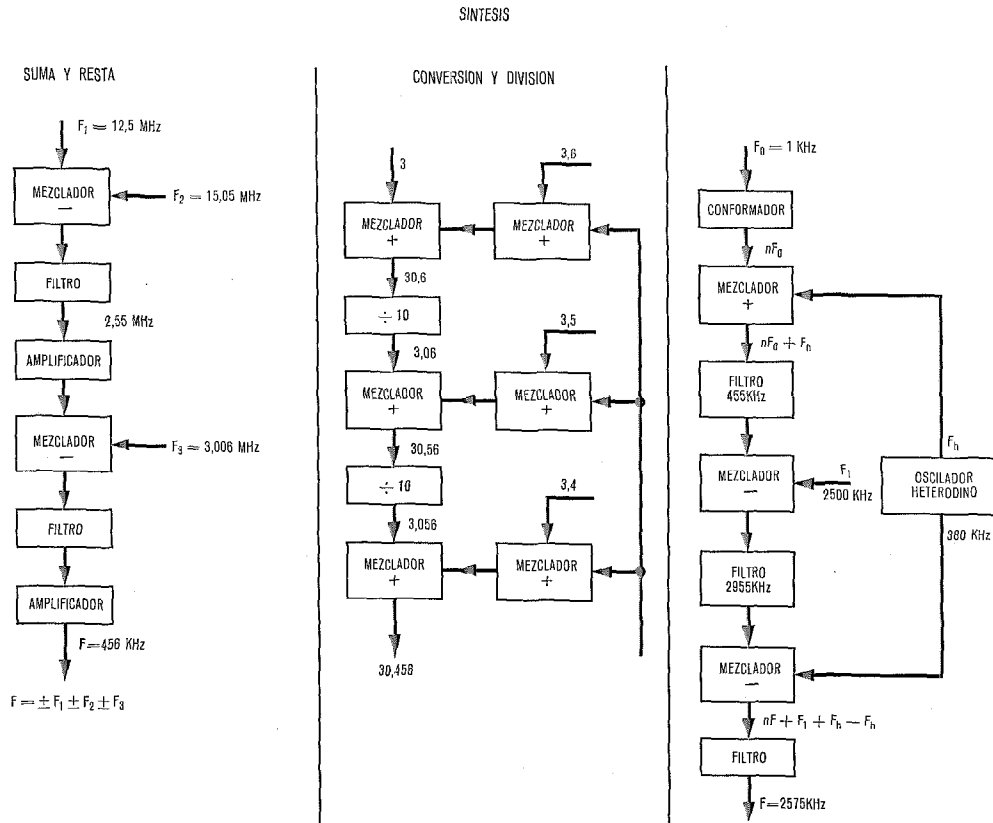 SINTESIS
SUMA Y RESTA
F1 = 12,5 MHz
MEZCLADOR
—
F2 = 15,05 MHz
FILTRO
2,55 MHz
AMPLIFICADOR
MEZCLADOR
—
F3 = 3,006 MHz
FILTRO
AMPLIFICADOR
F=456 KHz
F = ± F1 ± F2 ± F3
CONVERSION Y DIVISION
3
3,6
MEZCLADOR
+
MEZCLADOR
+
30,6
÷ 10
3,5
3,06
MEZCLADOR
+
MEZCLADOR
+
30,56
÷ 10
3,4
3,056
MEZCLADOR
+
MEZCLADOR
+
30,456
F0 = 1 KHz
CONFORMADOR
nF0
MEZCLADOR
+
nF0 + Fh
FILTRO
455KHz
Fh
MEZCLADOR
—
F1
2500 KHz
OSCILADOR
HETERODINO
380 KHz
FILTRO
2955KHz
MEZCLADOR
—
nF + F1 + Fh — Fh
FILTRO
F=2575KHz